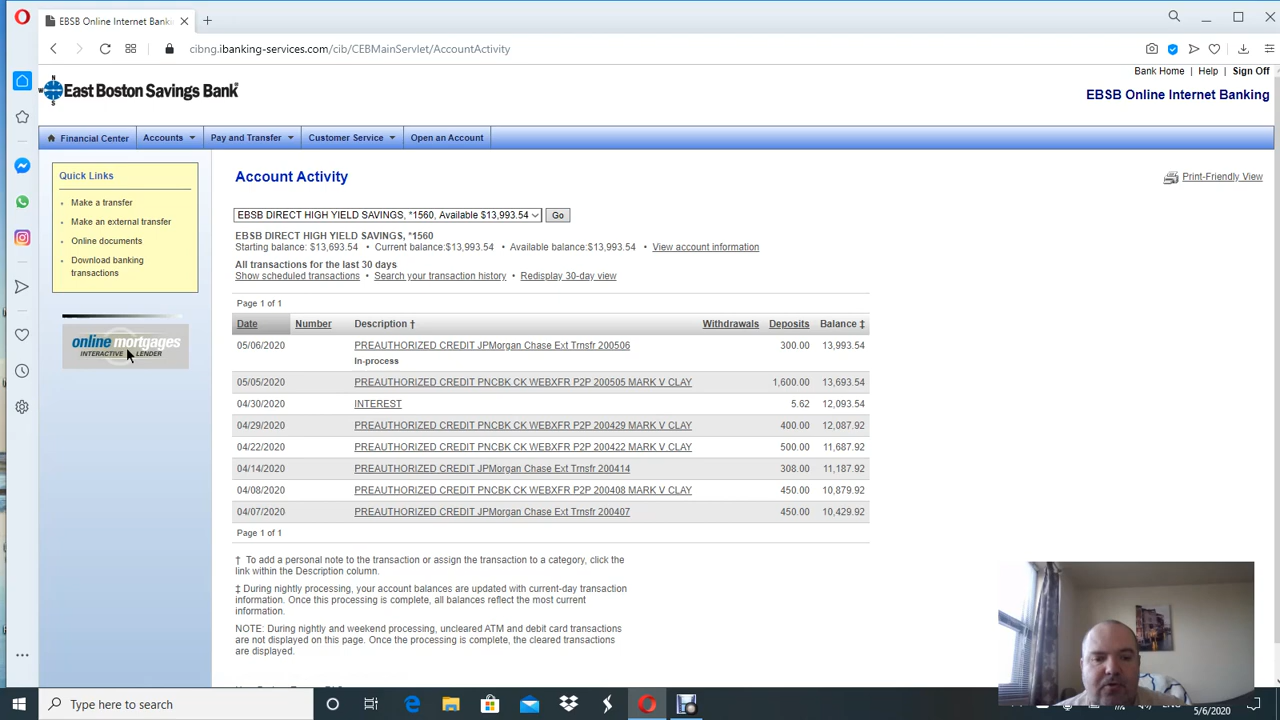 EBSB Online Internet Banki
cibng.ibanking-services.com/cib/CEBMainServlet/AccountActivity
Bank Home | Help | Sign Off
N
W
S
East Boston Savings Bank
EBSB Online Internet Banking
Financial Center Accounts Pay and Transfer Customer Service Open an Account
Quick Links
Make a transfer
Make an external transfer
Online documents
Download banking
transactions
online mortgages
INTERACTIVE LENDER
Account Activity
Print-Friendly View
EBSB DIRECT HIGH YIELD SAVINGS, *1560, Available $13,993.54 Go
EBSB DIRECT HIGH YIELD SAVINGS, *1560
Starting balance: $13,693.54 • Current balance:$13,993.54 • Available balance:$13,993.54 • View account information
All transactions for the last 30 days
Show scheduled transactions • Search your transaction history • Redisplay 30-day view
Page 1 of 1
Date Number Description † Withdrawals Deposits Balance ‡
05/06/2020 PREAUTHORIZED CREDIT JPMorgan Chase Ext Trnsfr 200506 300.00 13,993.54
In-process
05/05/2020 PREAUTHORIZED CREDIT PNCBK CK WEBXFR P2P 200505 MARK V CLAY 1,600.00 13,693.54
04/30/2020 INTEREST 5.62 12,093.54
04/29/2020 PREAUTHORIZED CREDIT PNCBK CK WEBXFR P2P 200429 MARK V CLAY 400.00 12,087.92
04/22/2020 PREAUTHORIZED CREDIT PNCBK CK WEBXFR P2P 200422 MARK V CLAY 500.00 11,687.92
04/14/2020 PREAUTHORIZED CREDIT JPMorgan Chase Ext Trnsfr 200414 308.00 11,187.92
04/08/2020 PREAUTHORIZED CREDIT PNCBK CK WEBXFR P2P 200408 MARK V CLAY 450.00 10,879.92
04/07/2020 PREAUTHORIZED CREDIT JPMorgan Chase Ext Trnsfr 200407 450.00 10,429.92
Page 1 of 1
† To add a personal note to the transaction or assign the transaction to a category, click the
link within the Description column.
‡ During nightly processing, your account balances are updated with current-day transaction
information. Once this processing is complete, all balances reflect the most current
information.
NOTE: During nightly and weekend processing, uncleared ATM and debit card transactions
are not displayed on this page. Once the processing is complete, the cleared transactions
are displayed.
Type here to search
5/6/2020